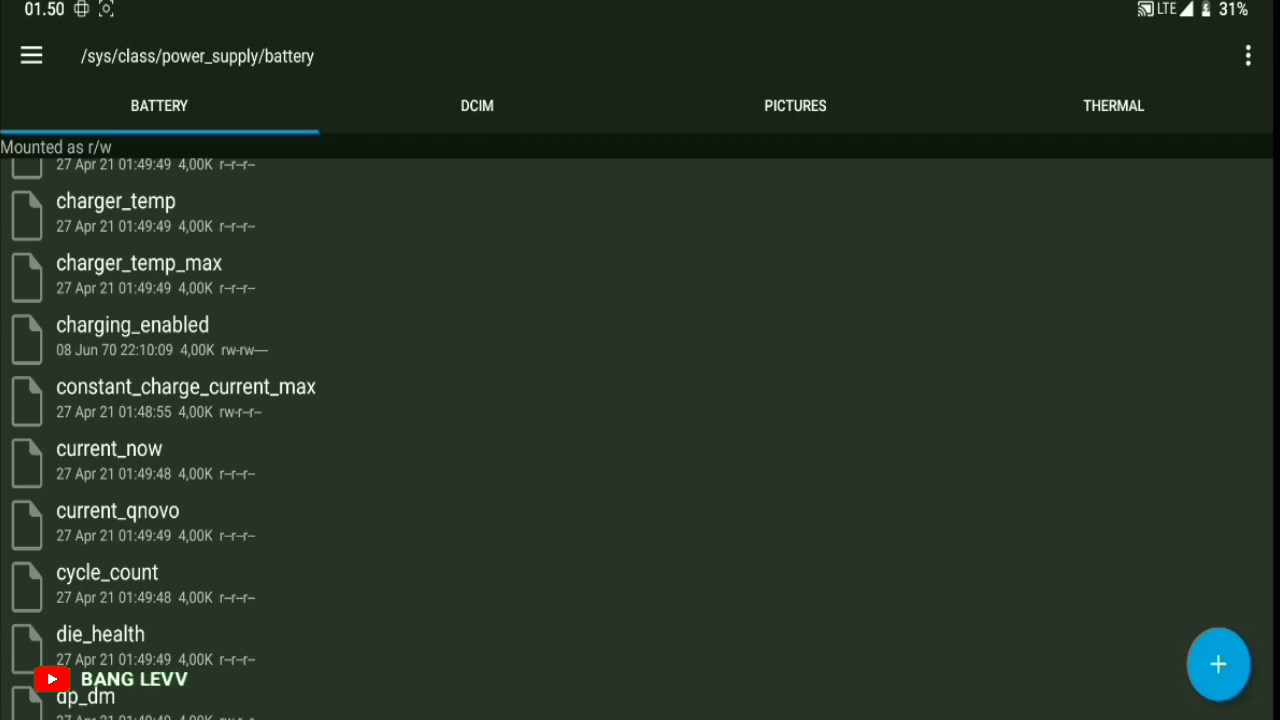 01.50
LTE 31%
/sys/class/power_supply/battery
BATTERY DCIM PICTURES THERMAL
Mounted as r/w
27 Apr 21 01:49:49 4,00K r--r--r--
charger_temp
27 Apr 21 01:49:49 4,00K r--r--r--
charger_temp_max
27 Apr 21 01:49:49 4,00K r--r--r--
charging_enabled
08 Jun 70 22:10:09 4,00K rw-rw----
constant_charge_current_max
27 Apr 21 01:48:55 4,00K rw-r--r--
current_now
27 Apr 21 01:49:48 4,00K r--r--r--
current_qnovo
27 Apr 21 01:49:49 4,00K r--r--r--
cycle_count
27 Apr 21 01:49:48 4,00K r--r--r--
die_health
27 Apr 21 01:49:49 4,00K r--r--r--
BANG LEVV
dp_dm